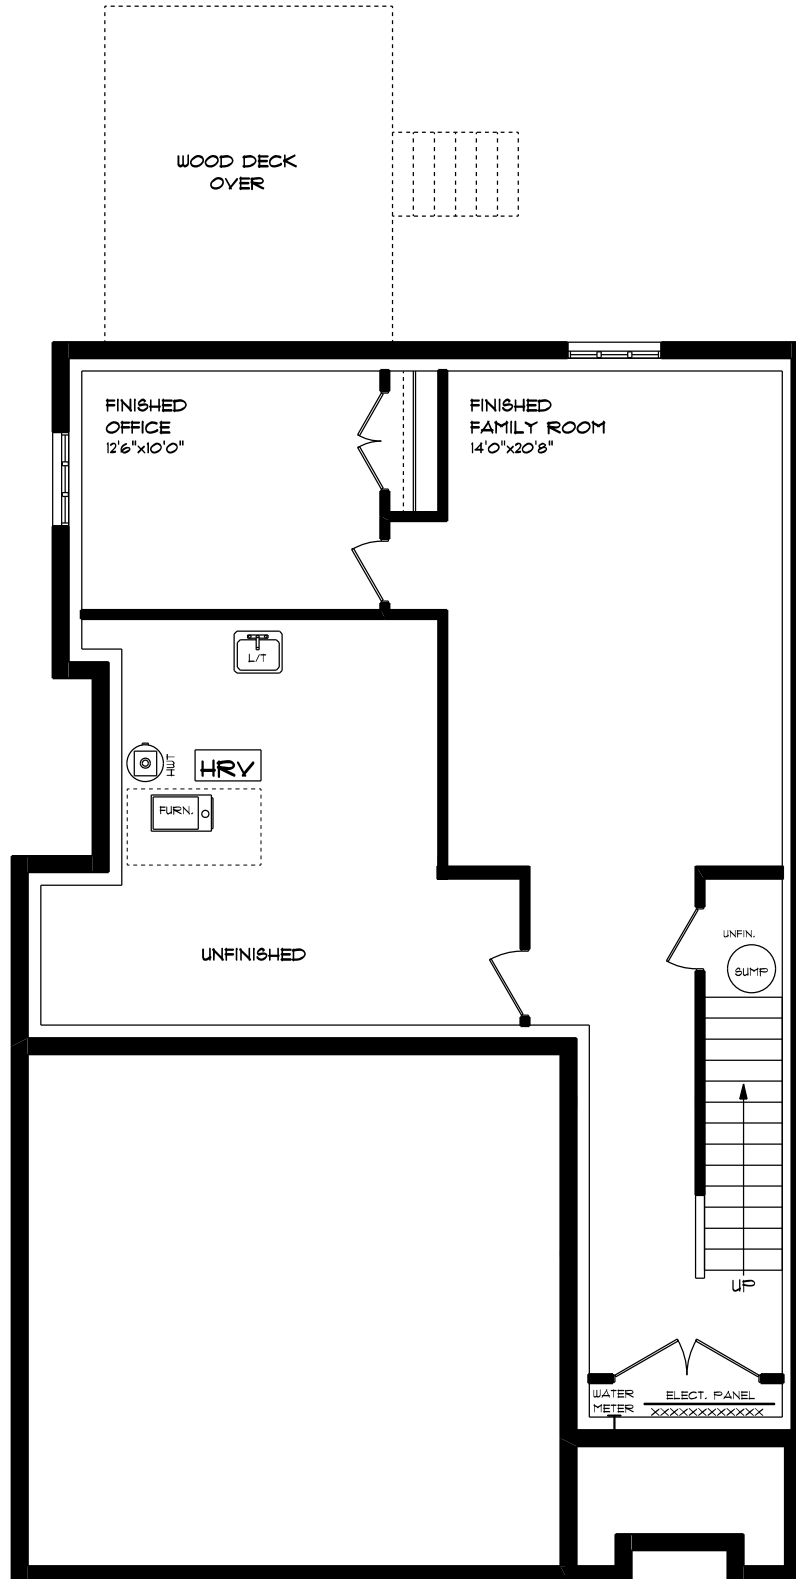 WOOD DECK
OVER
FINISHED
OFFICE
12'6"x10'0"
FINISHED
FAMILY ROOM
14'0"x20'8"
L/T
HWT
HRV
FURN.
UNFINISHED
UNFIN.
SUMP
UP
WATER
METER
ELECT. PANEL
XXXXXXXXXXXX